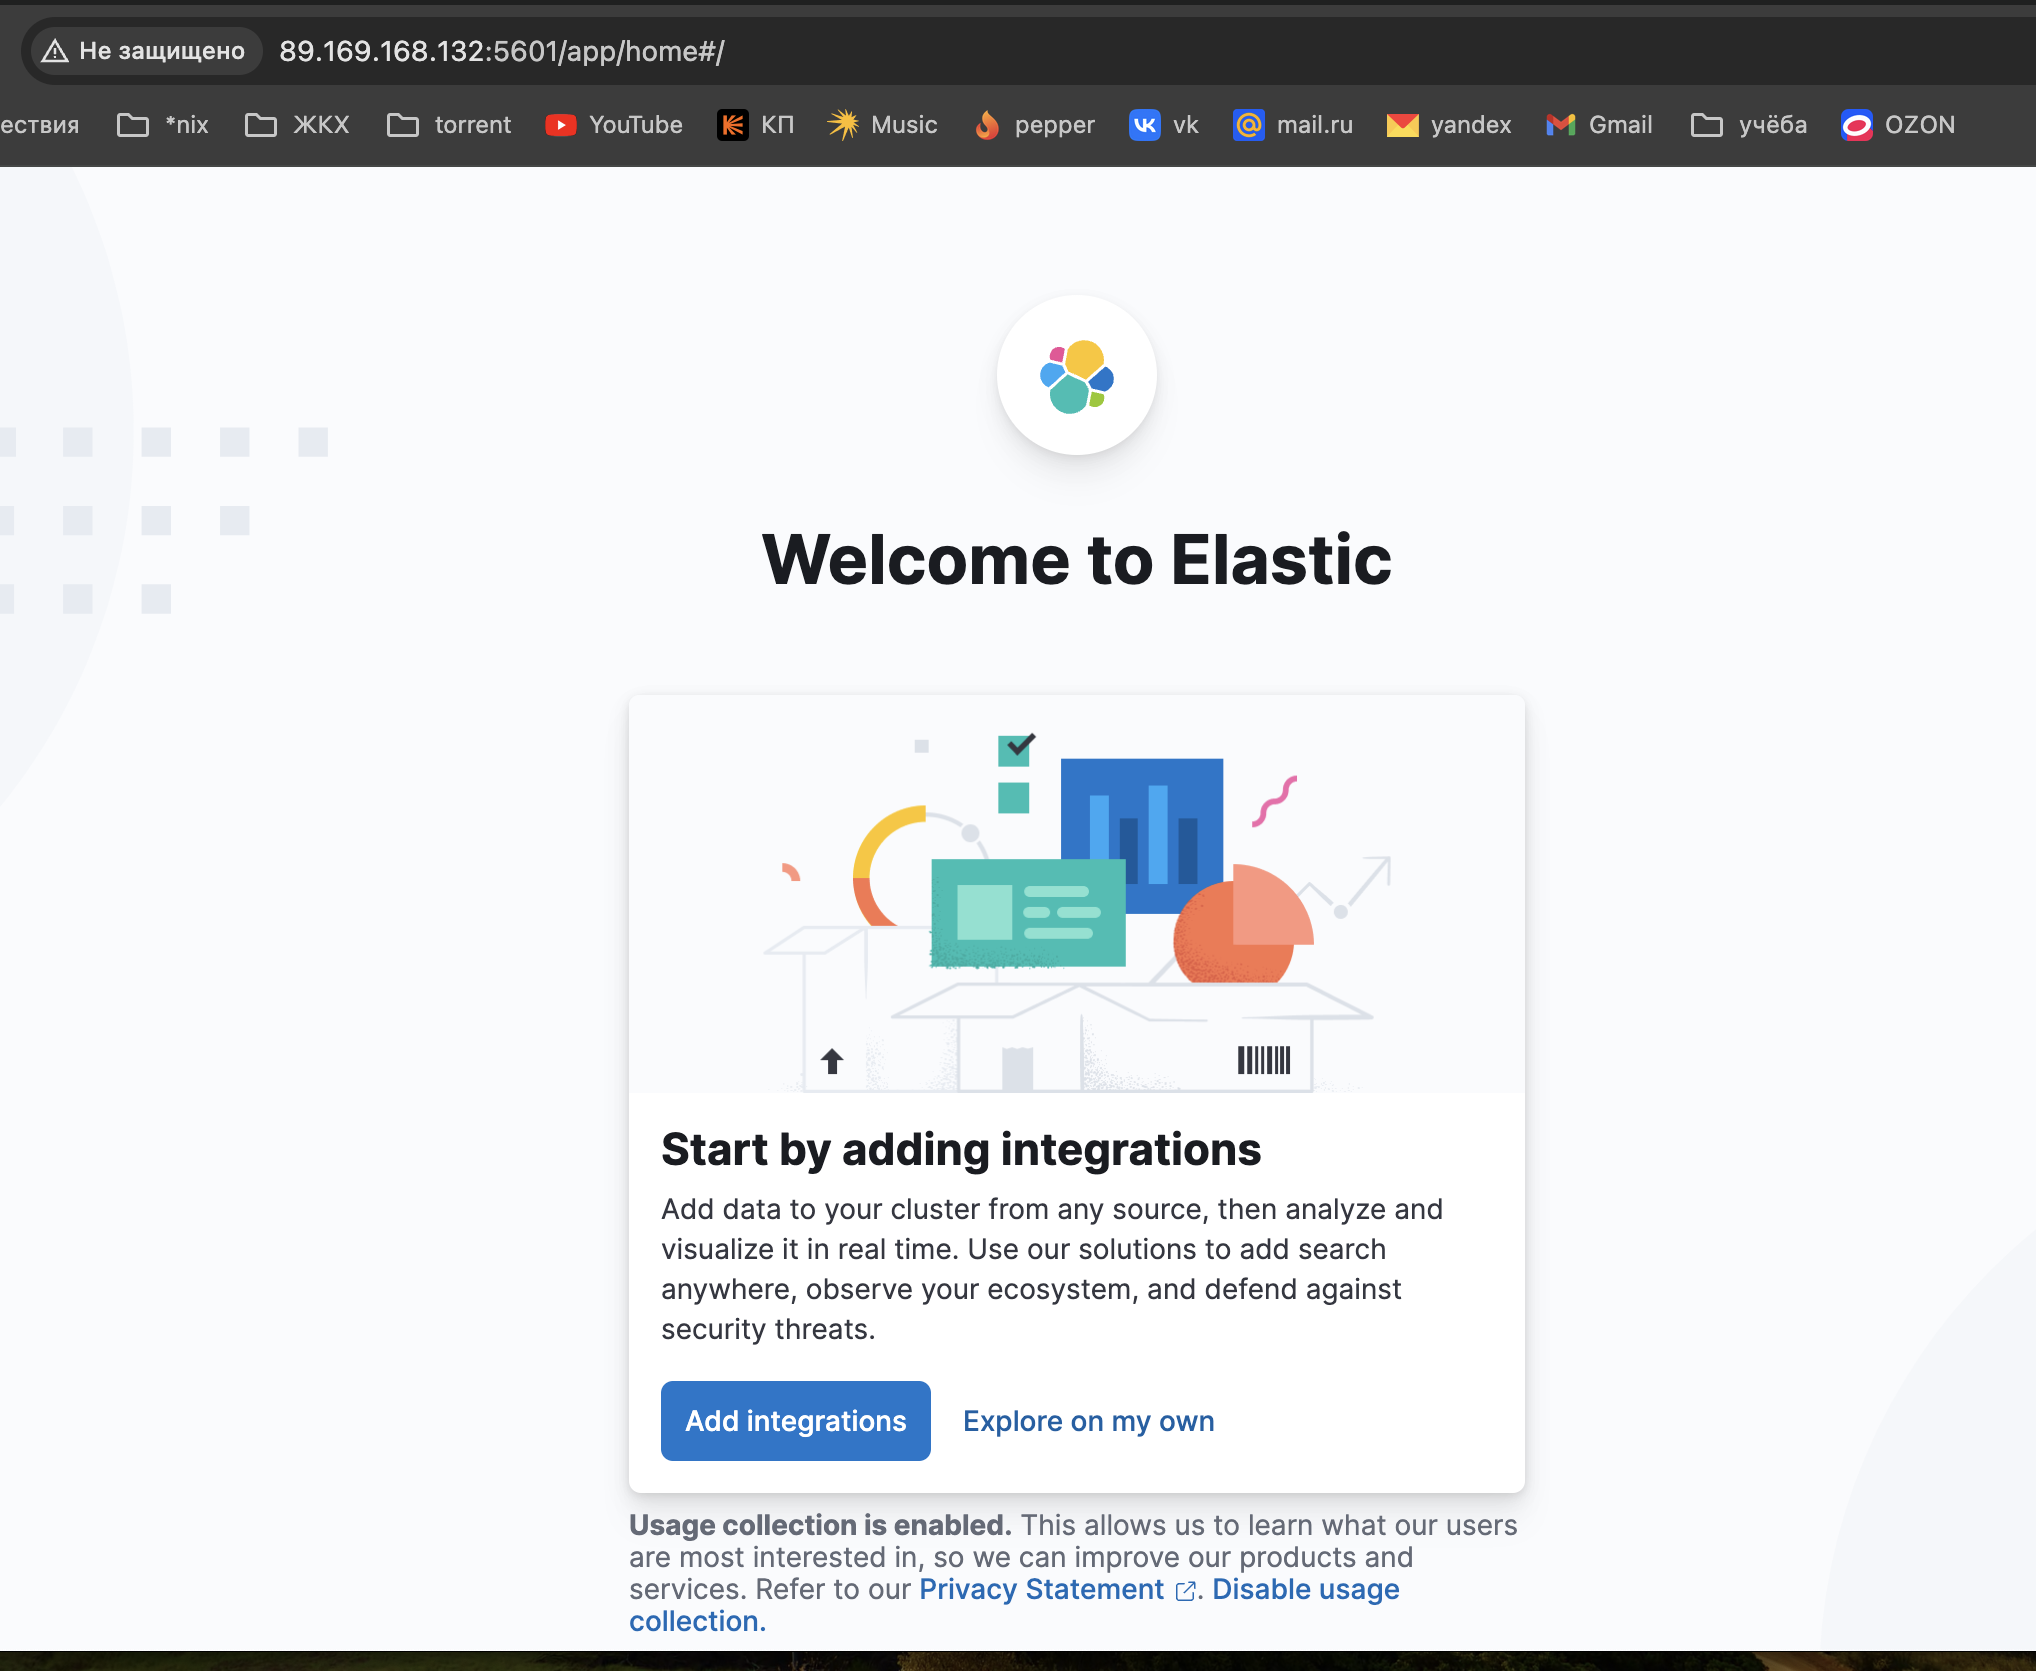 Не защищено 89.169.168.132:5601/app/home#/
ествия *nix ЖКХ torrent YouTube КП Music pepper vk mail.ru yandex Gmail учёба OZON
Welcome to Elastic
Start by adding integrations
Add data to your cluster from any source, then analyze and
visualize it in real time. Use our solutions to add search
anywhere, observe your ecosystem, and defend against
security threats.
Add integrations Explore on my own
Usage collection is enabled. This allows us to learn what our users
are most interested in, so we can improve our products and
services. Refer to our Privacy Statement. Disable usage
collection.